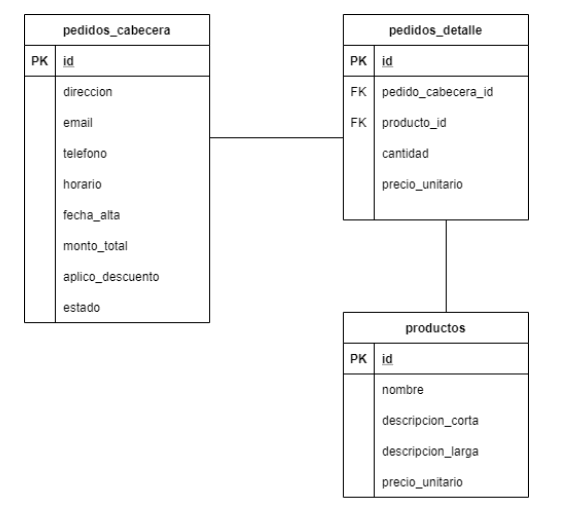 pedidos_cabecera
PK id
direccion
email
telefono
horario
fecha_alta
monto_total
aplico_descuento
estado
pedidos_detalle
PK id
FK pedido_cabecera_id
FK producto_id
cantidad
precio_unitario
productos
PK id
nombre
descripcion_corta
descripcion_larga
precio_unitario